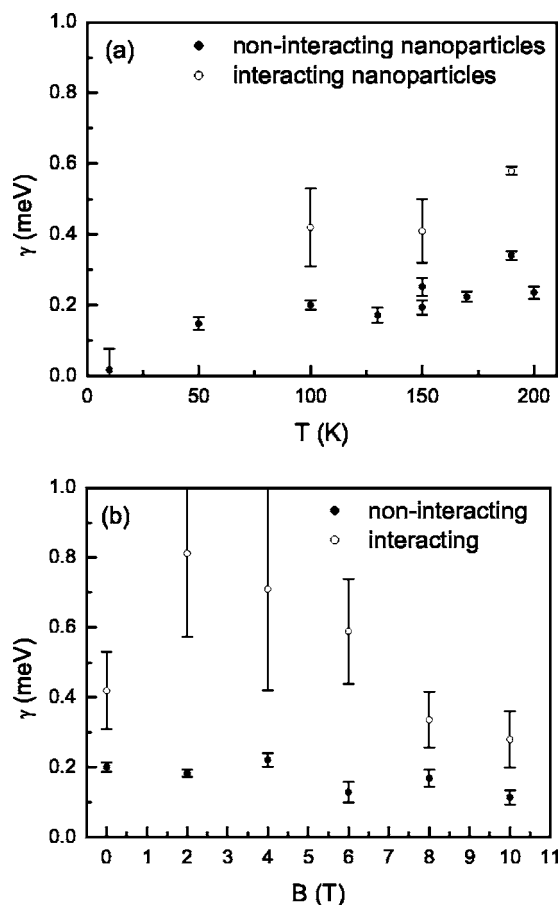 (a)
non-interacting nanoparticles
interacting nanoparticles
1.0
0.8
0.6
0.4
0.2
0.0
γ (meV)
0 50 100 150 200
T (K)
(b)
non-interacting
interacting
1.0
0.8
0.6
0.4
0.2
0.0
γ (meV)
0 1 2 3 4 5 6 7 8 9 10 11
B (T)